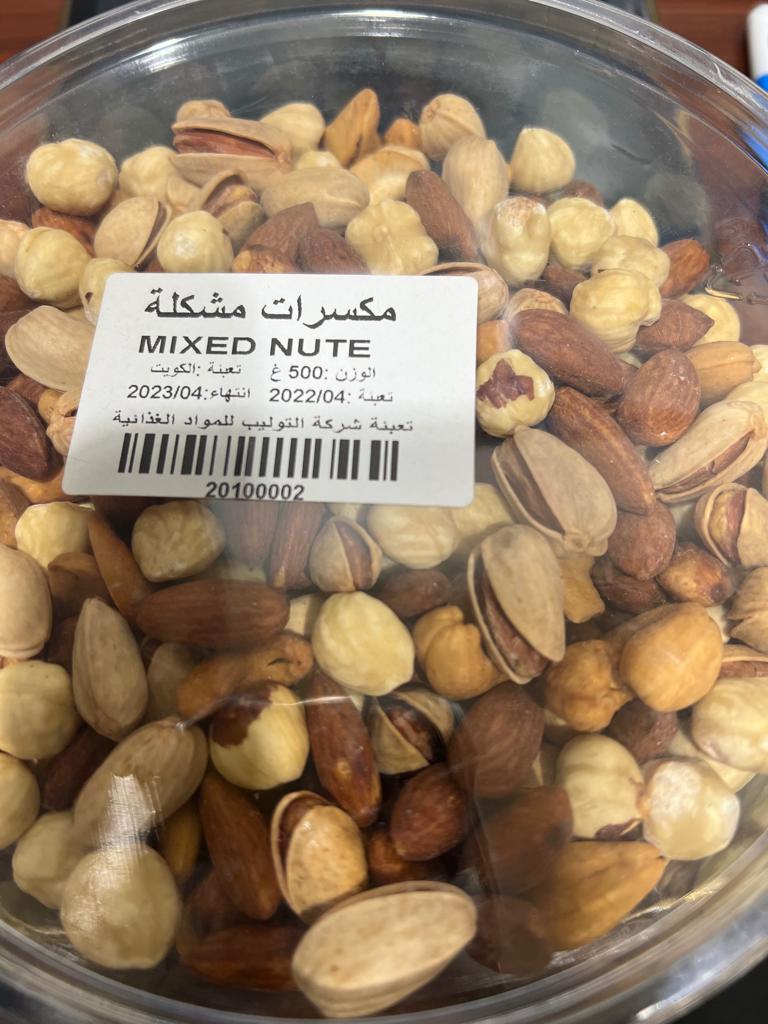 مكسرات مشكلة
MIXED NUTE
الوزن :500 غ تعبئة :الكويت
تعبئة :2022/04 انتهاء:2023/04
تعبئة شركة التوليب للمواد الغذائية
20100002